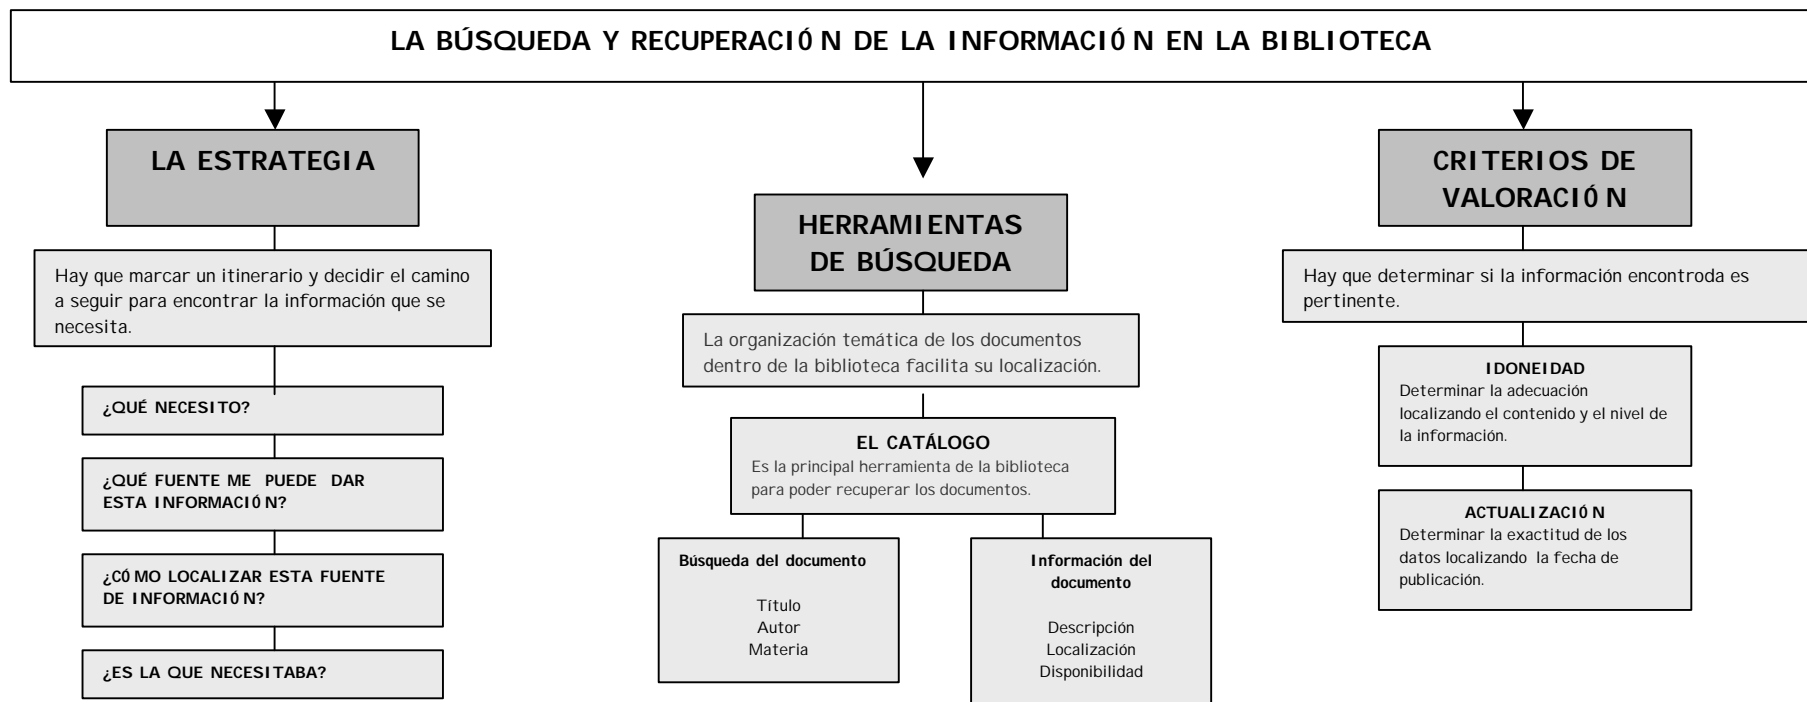 LA BÚSQUEDA Y RECUPERACIÓN DE LA INFORMACIÓN EN LA BIBLIOTECA
LA ESTRATEGIA
Hay que marcar un itinerario y decidir el camino
a seguir para encontrar la información que se
necesita.
¿QUÉ NECESITO?
¿QUÉ FUENTE ME PUEDE DAR
ESTA INFORMACIÓN?
¿CÓMO LOCALIZAR ESTA FUENTE
DE INFORMACIÓN?
¿ES LA QUE NECESITABA?
HERRAMIENTAS
DE BÚSQUEDA
La organización temática de los documentos
dentro de la biblioteca facilita su localización.
EL CATÁLOGO
Es la principal herramienta de la biblioteca
para poder recuperar los documentos.
Búsqueda del documento
Título
Autor
Materia
Información del
documento
Descripción
Localización
Disponibilidad
CRITERIOS DE
VALORACIÓN
Hay que determinar si la información encontroda es
pertinente.
IDONEIDAD
Determinar la adecuación
localizando el contenido y el nivel de
la información.
ACTUALIZACIÓN
Determinar la exactitud de los
datos localizando la fecha de
publicación.